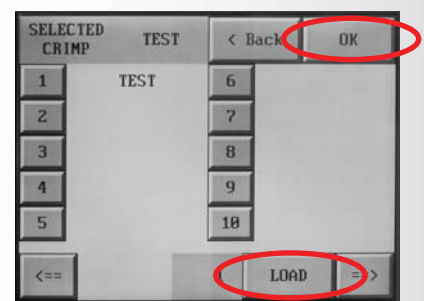 SELECTED CRIMP TEST < Back OK
1 TEST 6
2 7
3 8
4 9
5 10
<== LOAD ==>